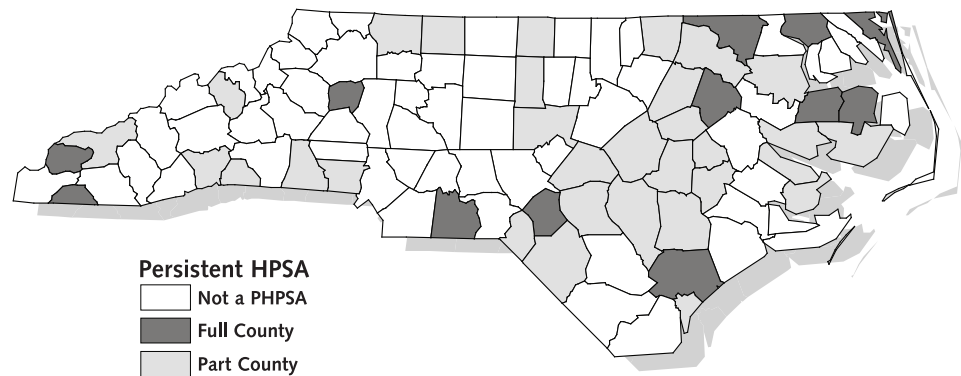 Persistent HPSA
Not a PHPSA
Full County
Part County